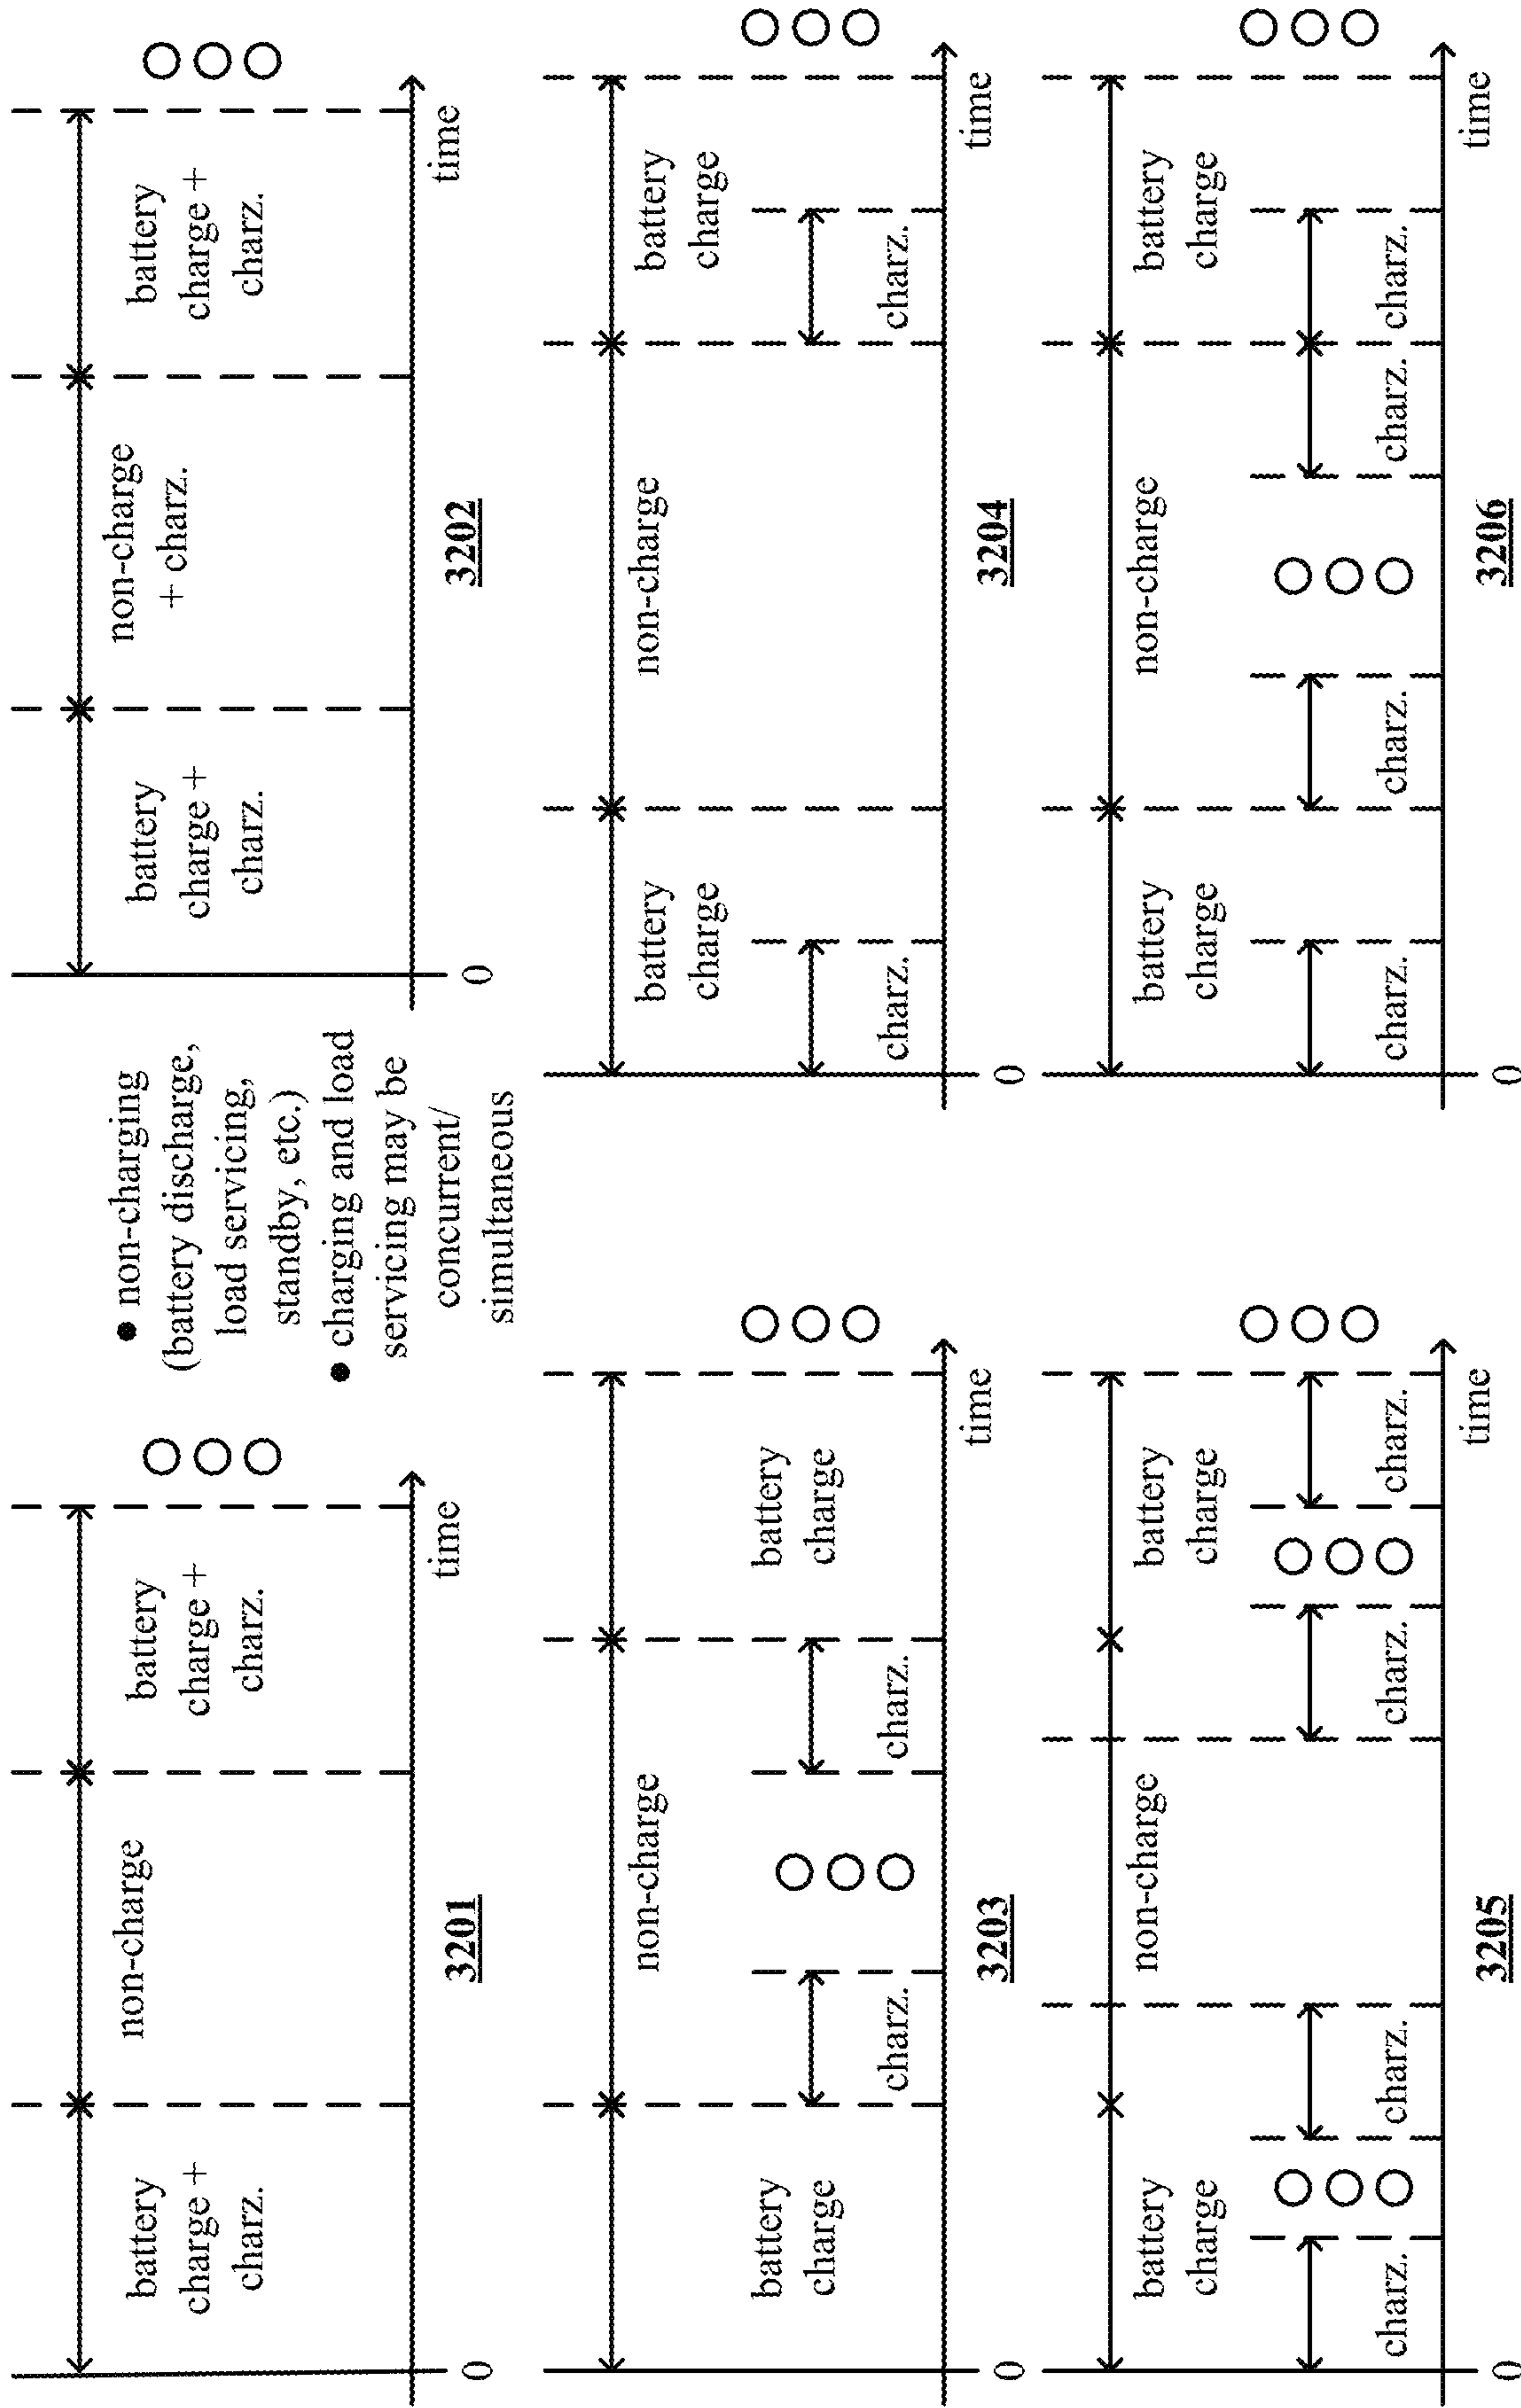 battery
charge +
charz.
non-charge
battery
charge +
charz.
0
time
3201
● non-charging
(battery discharge,
load servicing,
standby, etc.)
● charging and load
servicing may be
concurrent/
simultaneous
battery
charge +
charz.
non-charge
+ charz.
battery
charge +
charz.
0
time
3202
battery
charge
non-charge
charz.
charz.
battery
charge
0
time
3203
battery
charge
charz.
non-charge
battery
charge
charz.
0
time
3204
battery
charge
charz.
charz.
non-charge
battery
charge
charz.
charz.
0
time
3205
battery
charge
charz.
non-charge
charz.
charz.
battery
charge
charz.
0
time
3206